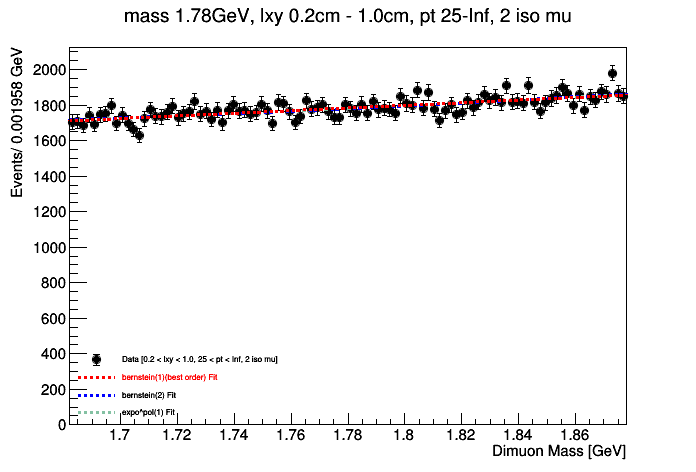 mass 1.78GeV, lxy 0.2cm - 1.0cm, pt 25-Inf, 2 iso mu
Events/ 0.001958 GeV
2000
1800
1600
1400
1200
1000
800
600
400
200
0
Data [0.2 < lxy < 1.0, 25 < pt < Inf, 2 iso mu]
bernstein(1)(best order) Fit
bernstein(2) Fit
expo*pol(1) Fit
1.7
1.72
1.74
1.76
1.78
1.8
1.82
1.84
1.86
Dimuon Mass [GeV]